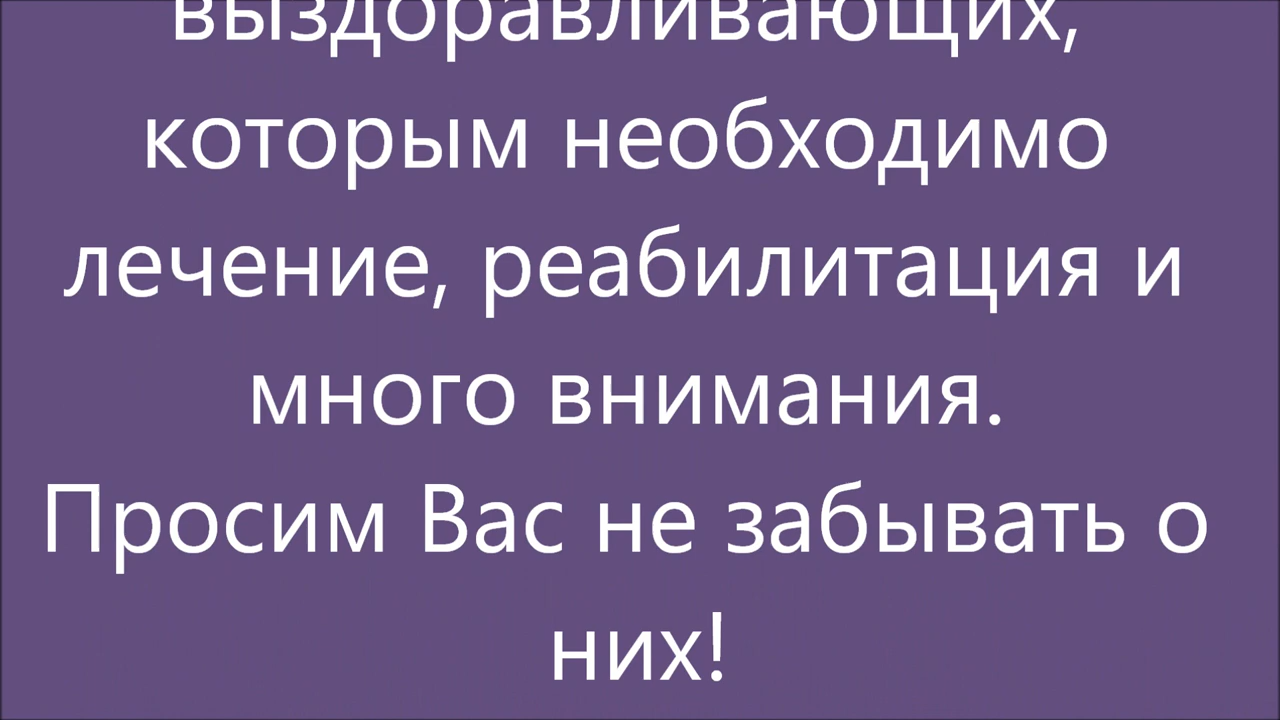 выздоравливающих,
которым необходимо
лечение, реабилитация и
много внимания.
Просим Вас не забывать о
них!